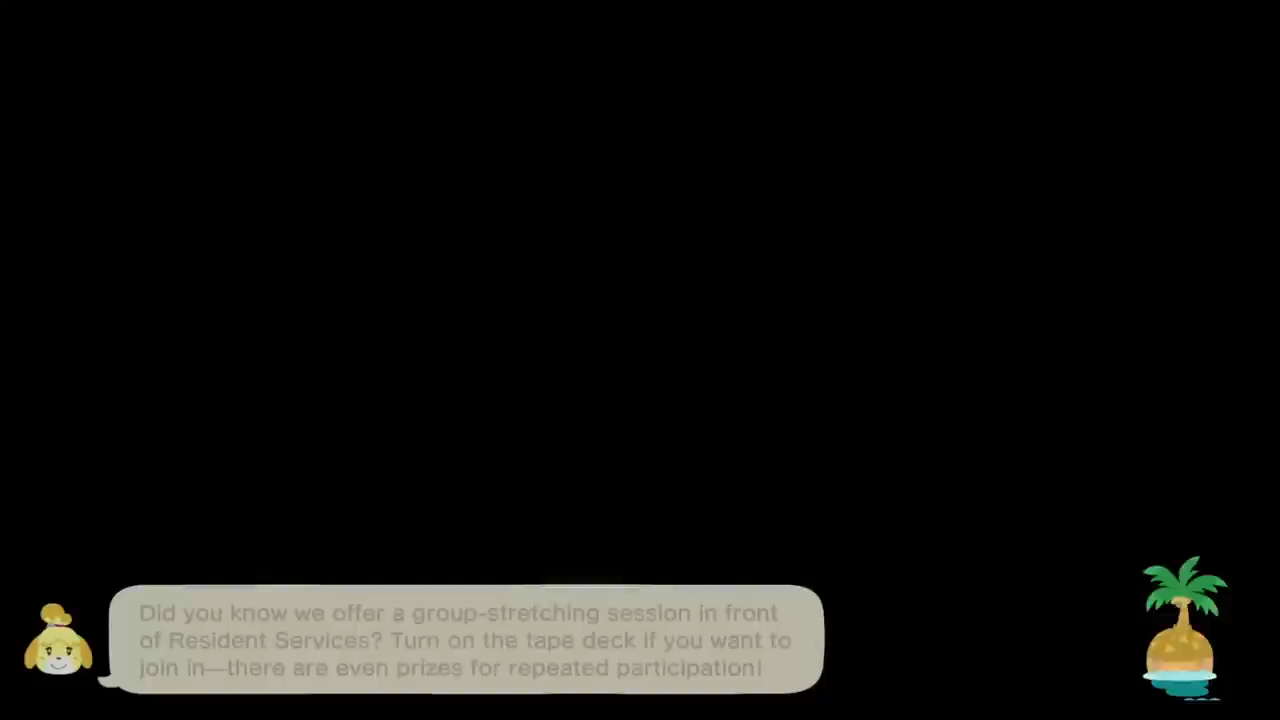 Did you know we offer a group-stretching session in front
of Resident Services? Turn on the tape deck if you want to
join in—there are even prizes for repeated participation!